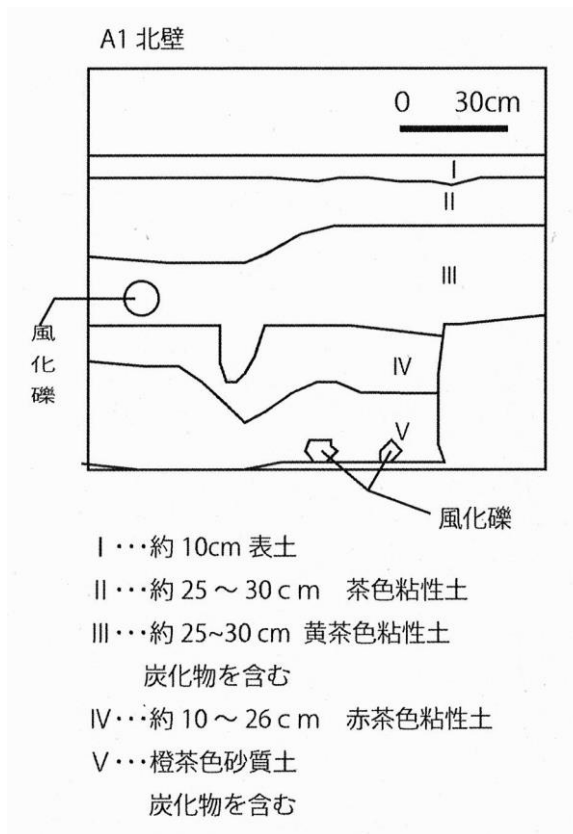 A1 北壁
0 30cm
I
II
III
IV
V
風化礫
風化礫
I・・・約 10cm 表土
II・・・約 25 ～ 30 ｃｍ 茶色粘性土
III・・・約 25~30 cm 黄茶色粘性土
炭化物を含む
IV・・・約 10 ～ 26 ｃｍ 赤茶色粘性土
V・・・橙茶色砂質土
炭化物を含む